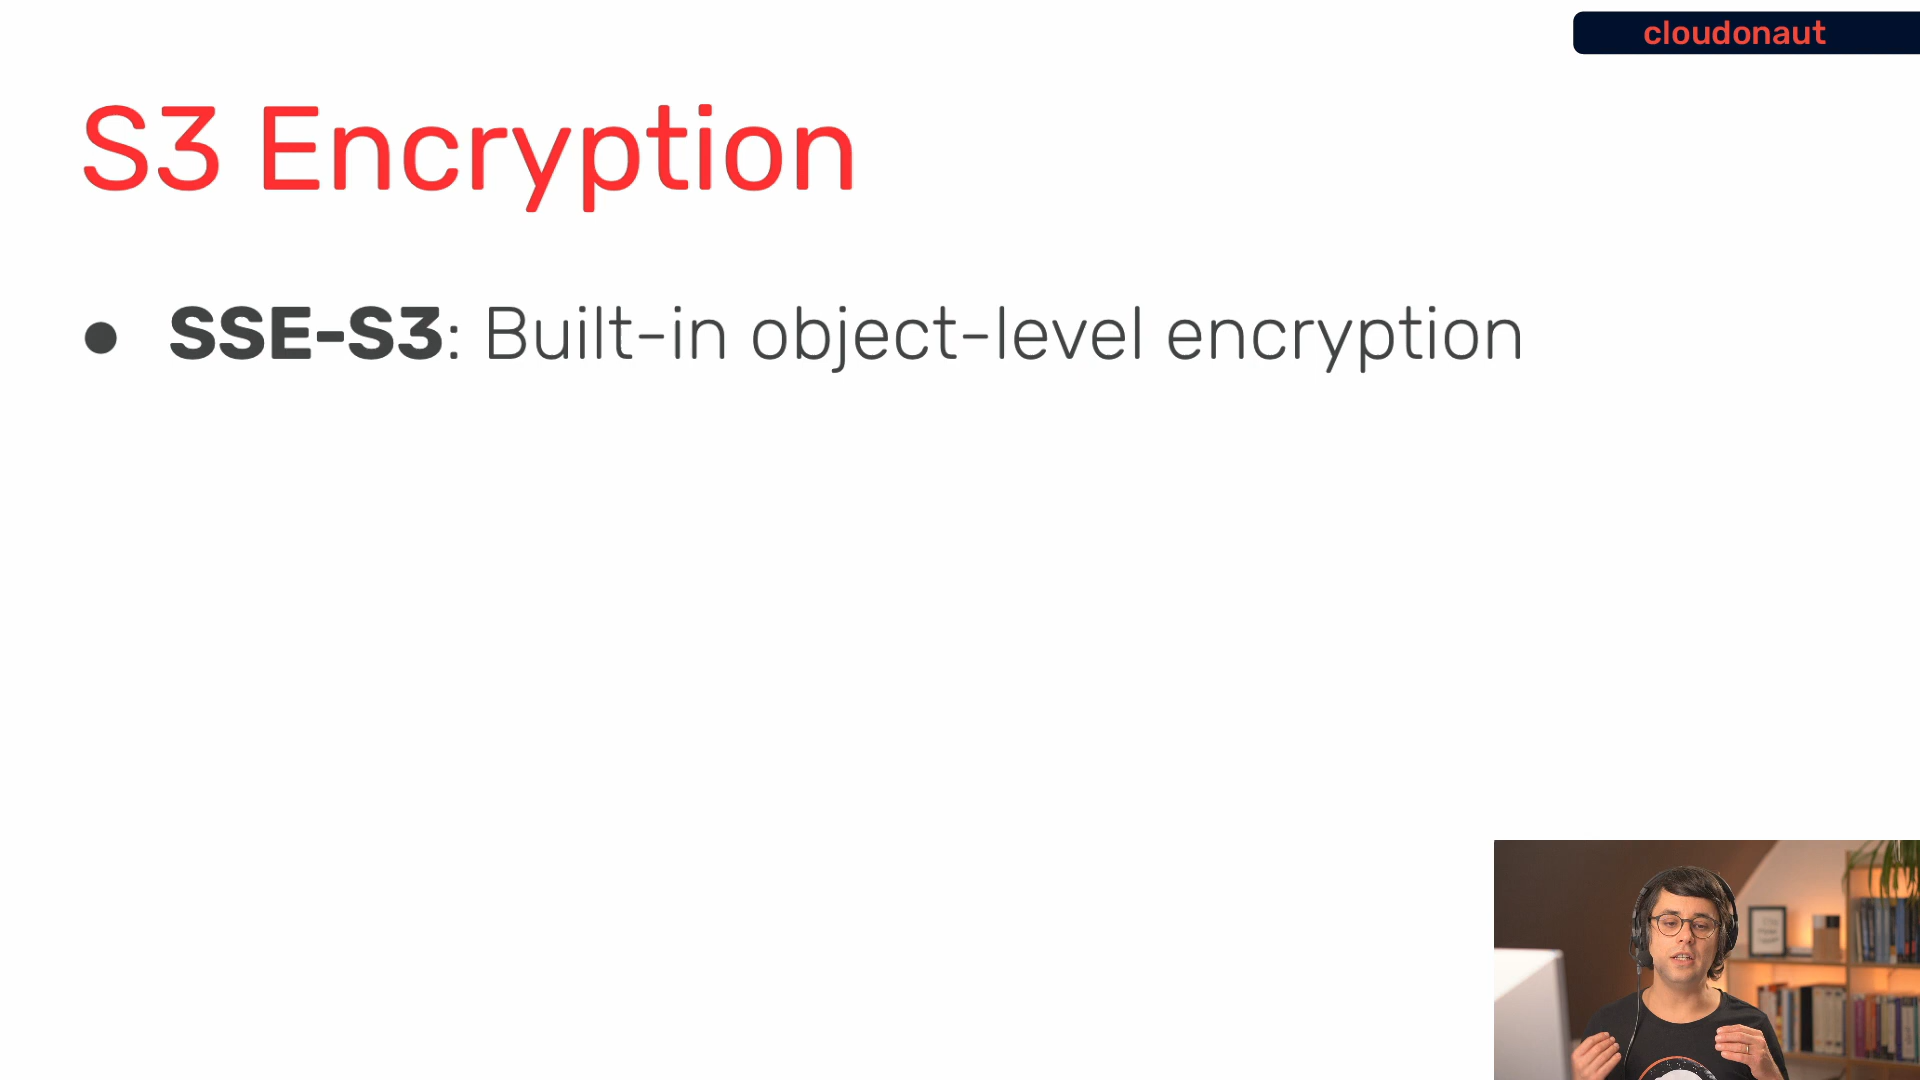 cloudonaut
S3 Encryption
● SSE-S3: Built-in object-level encryption